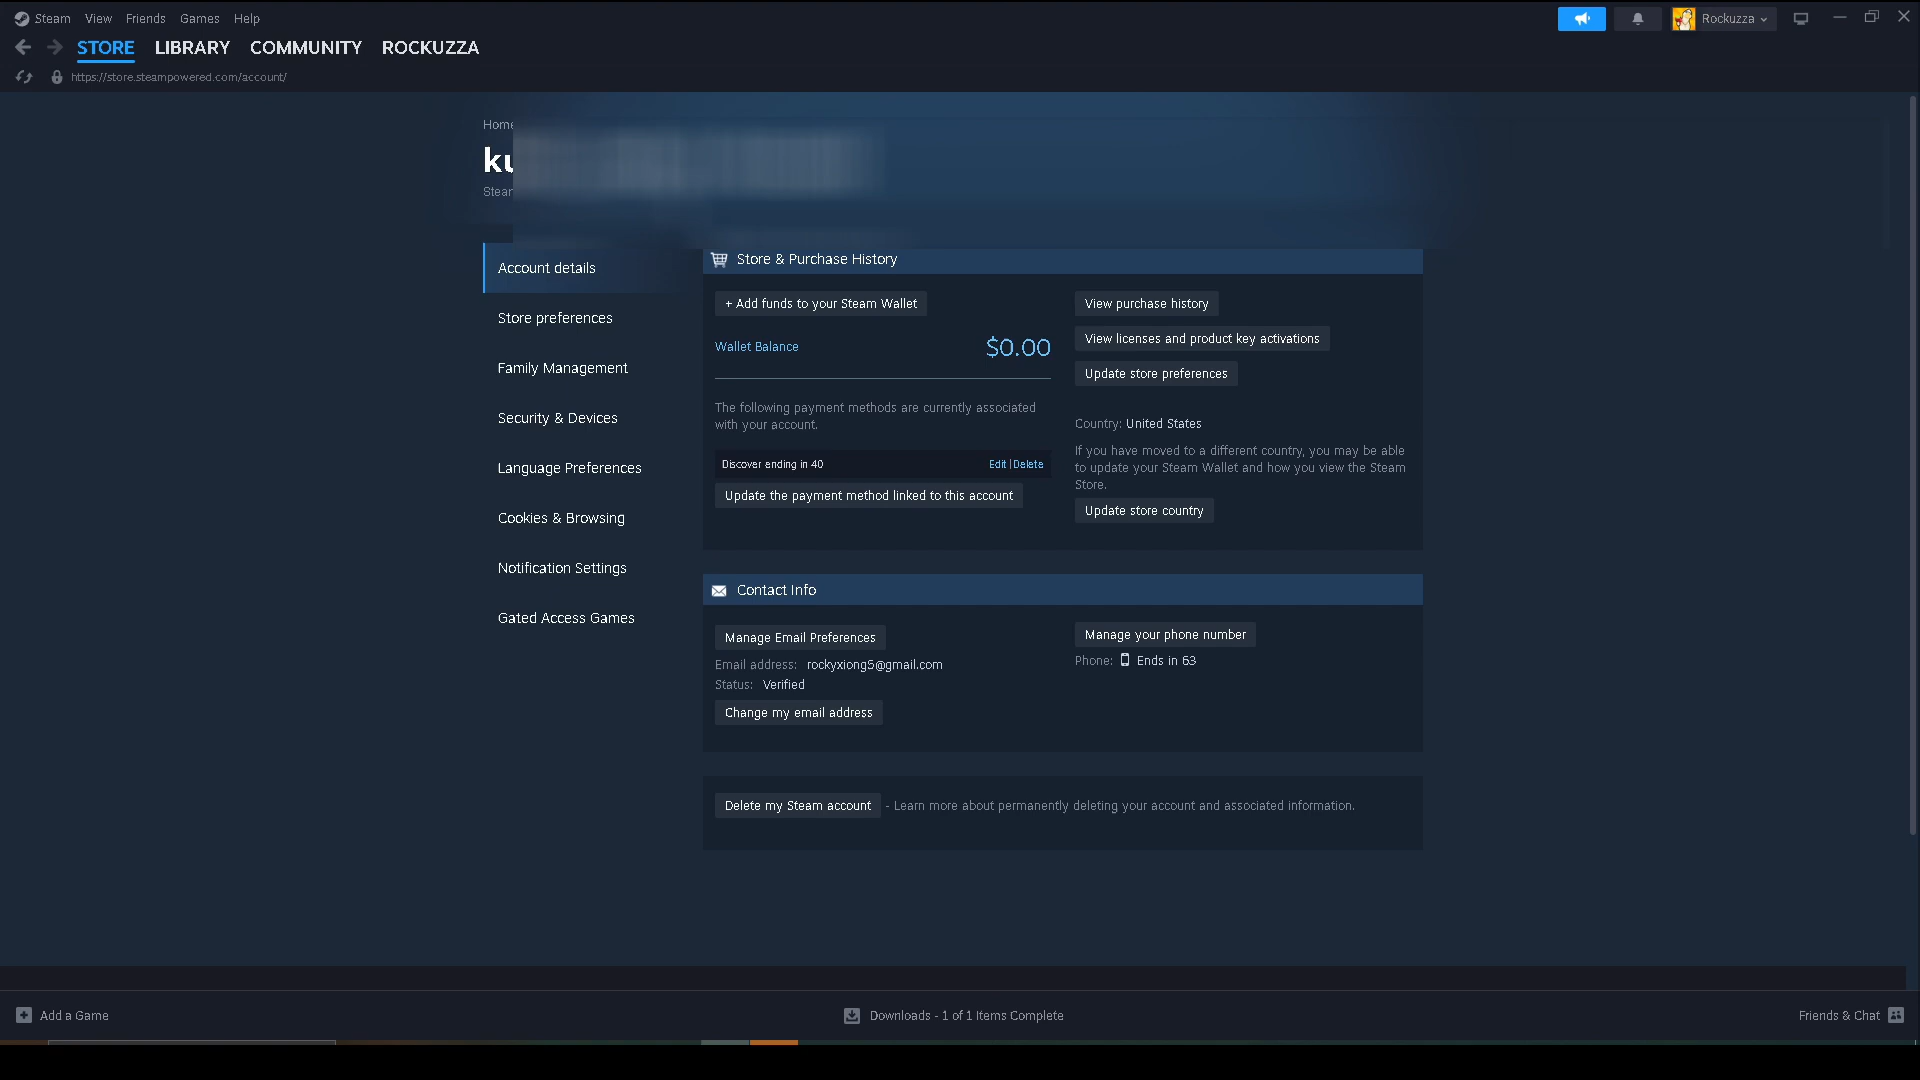 Steam View Friends Games Help
Rockuzza
STORE LIBRARY COMMUNITY ROCKUZZA
https://store.steampowered.com/account/
Home
ku
Steam
Account details
Store preferences
Family Management
Security & Devices
Language Preferences
Cookies & Browsing
Notification Settings
Gated Access Games
Store & Purchase History
+ Add funds to your Steam Wallet
Wallet Balance $0.00
The following payment methods are currently associated
with your account.
Discover ending in 40 Edit | Delete
Update the payment method linked to this account
View purchase history
View licenses and product key activations
Update store preferences
Country: United States
If you have moved to a different country, you may be able
to update your Steam Wallet and how you view the Steam
Store.
Update store country
Contact Info
Manage Email Preferences
Email address: rockyxiong5@gmail.com
Status: Verified
Change my email address
Manage your phone number
Phone: Ends in 63
Delete my Steam account - Learn more about permanently deleting your account and associated information.
Add a Game
Downloads - 1 of 1 Items Complete
Friends & Chat